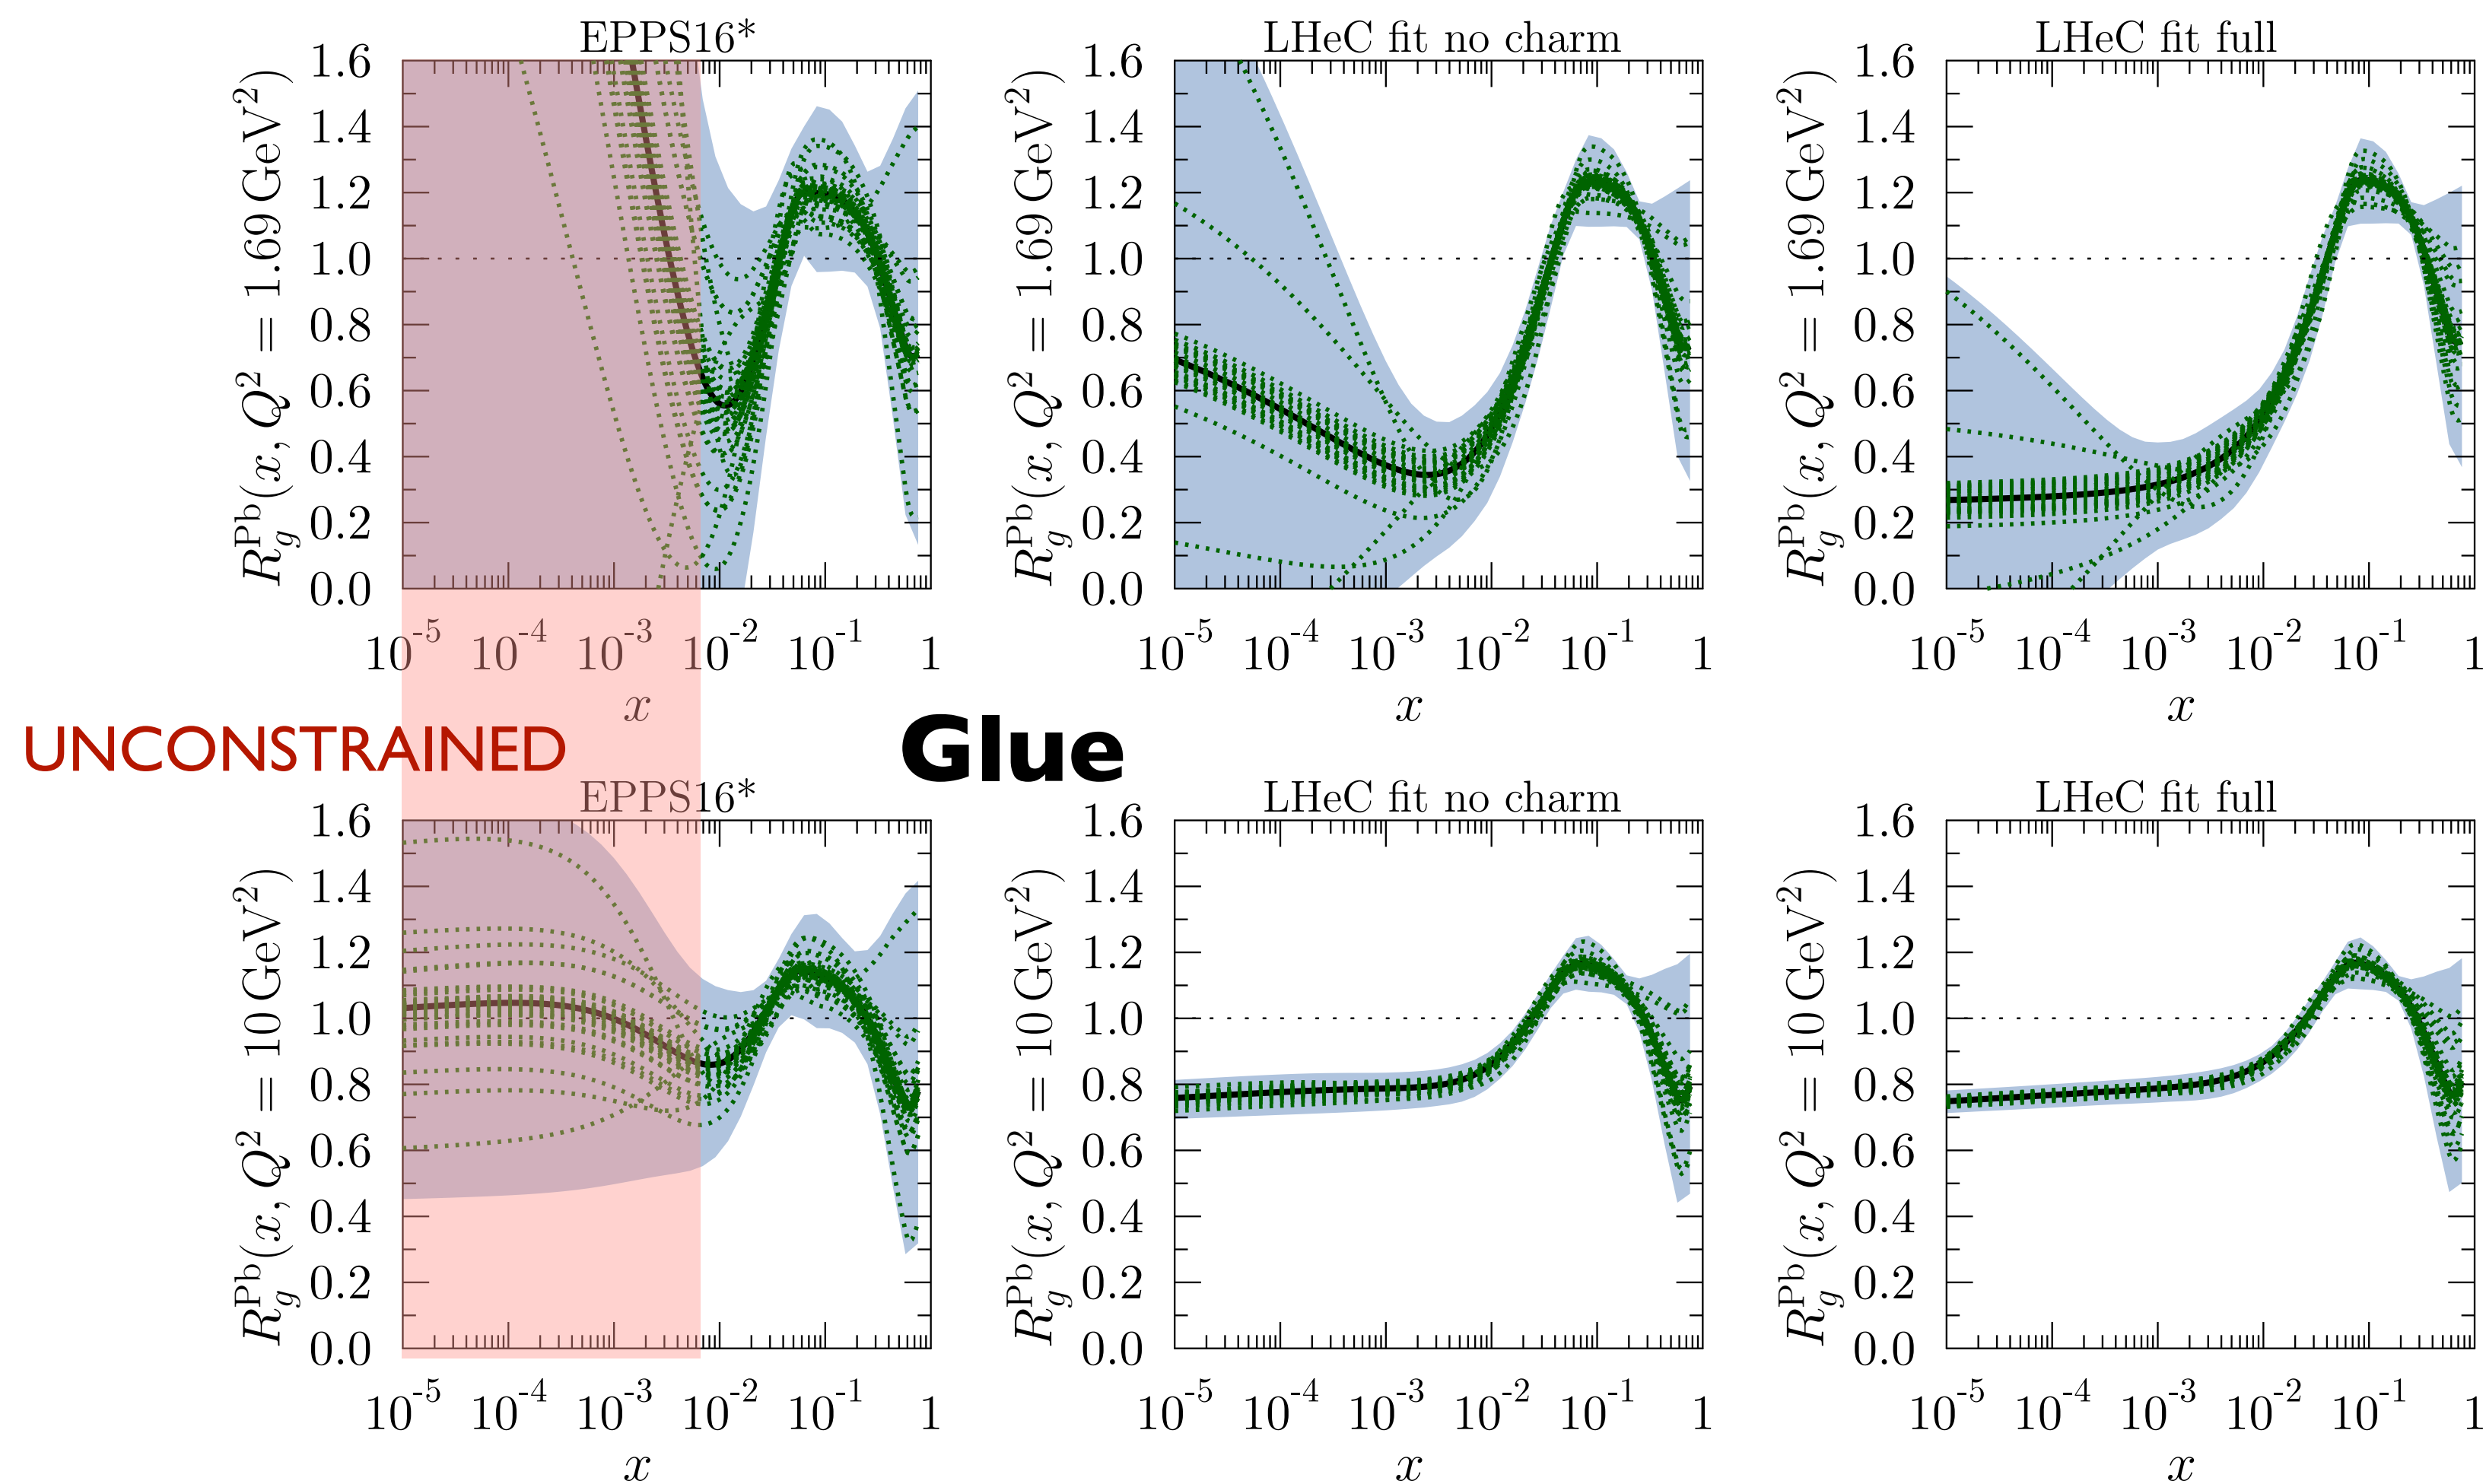 EPPS16*
LHeC fit no charm
LHeC fit full
R_g^Pb(x, Q^2 = 1.69 GeV^2)
1.6
1.4
1.2
1.0
0.8
0.6
0.4
0.2
0.0
10^-5 10^-4 10^-3 10^-2 10^-1 1
x
R_g^Pb(x, Q^2 = 1.69 GeV^2)
1.6
1.4
1.2
1.0
0.8
0.6
0.4
0.2
0.0
10^-5 10^-4 10^-3 10^-2 10^-1 1
x
R_g^Pb(x, Q^2 = 1.69 GeV^2)
1.6
1.4
1.2
1.0
0.8
0.6
0.4
0.2
0.0
10^-5 10^-4 10^-3 10^-2 10^-1 1
x
UNCONSTRAINED
Glue
EPPS16*
LHeC fit no charm
LHeC fit full
R_g^Pb(x, Q^2 = 10 GeV^2)
1.6
1.4
1.2
1.0
0.8
0.6
0.4
0.2
0.0
10^-5 10^-4 10^-3 10^-2 10^-1 1
x
R_g^Pb(x, Q^2 = 10 GeV^2)
1.6
1.4
1.2
1.0
0.8
0.6
0.4
0.2
0.0
10^-5 10^-4 10^-3 10^-2 10^-1 1
x
R_g^Pb(x, Q^2 = 10 GeV^2)
1.6
1.4
1.2
1.0
0.8
0.6
0.4
0.2
0.0
10^-5 10^-4 10^-3 10^-2 10^-1 1
x